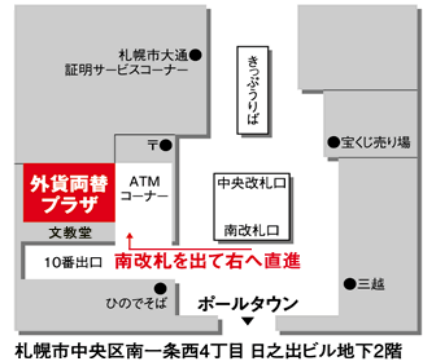 札幌市大通
証明サービスコーナー
きっぷうりば
〒
宝くじ売り場
外貨両替
プラザ
ATM
コーナー
中央改札口
文教堂
南改札口
10番出口
南改札を出て右へ直進
ひのでそば
ポールタウン
三越
札幌市中央区南一条西4丁目 日之出ビル地下2階